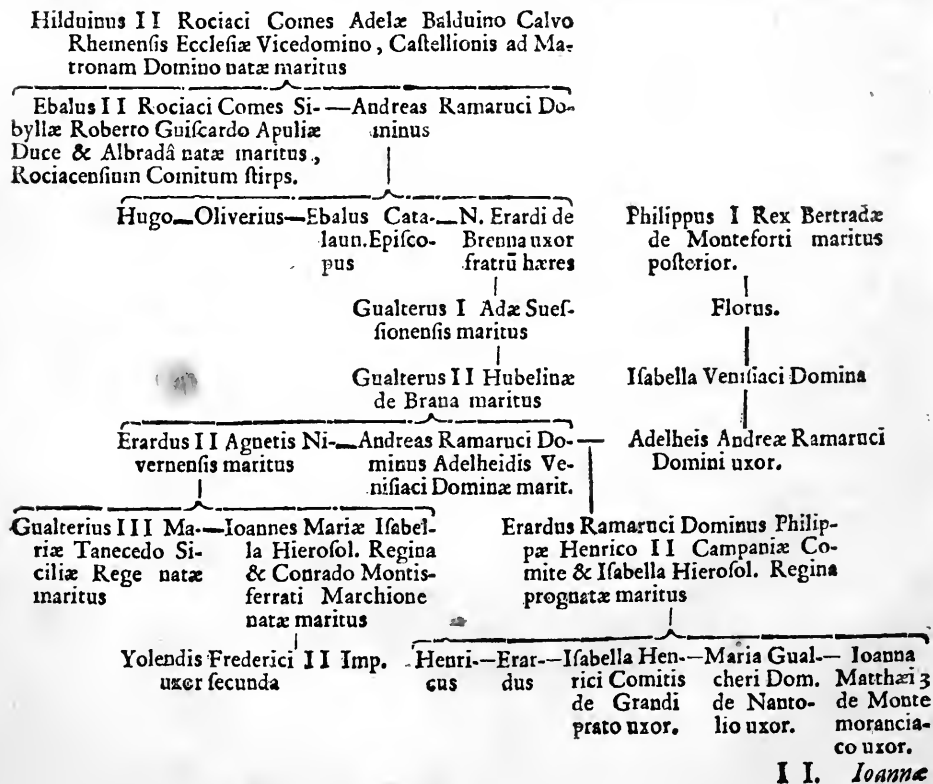 Hilduinus II Rociaci Comes Adelæ Balduino Calvo
Rhemenſis Eccleſiæ Vicedomino, Caſtellionis ad Ma-
tronam Domino natæ maritus
Ebalus II Rociaci Comes Si-
byllæ Roberro Guiſcardo Apuliæ
Duce & Albradâ natæ maritus,
Rociacenſium Comitum ſtirps.
Andreas Ramaruci Do-
minus
Hugo
Oliverius
Ebalus Cata-
laun. Epiſco-
pus
N. Erardi de
Brenna uxor
fratrū hæres
Philippus I Rex Bertradæ
de Monteforti maritus
poſterior.
Gualterus I Adæ Sueſ-
ſionenſis maritus
Florus.
Gualterus II Hubelinæ
de Brana maritus
Iſabella Veniſiaci Domina
Erardus II Agnetis Ni-
vernenſis maritus
Andreas Ramaruci Do-
minus Adelheidis Ve-
niſiaci Dominæ marit.
Adelheis Andreæ Ramaruci
Domini uxor.
Gualterius III Ma-
riæ Tanecedo Si-
ciliæ Rege natæ
maritus
Ioannes Mariæ Iſabel-
la Hieroſol. Regina
& Conrado Montis-
ferrati Marchione
natæ maritus
Erardus Ramaruci Dominus Philip-
pæ Henrico II Campaniæ Co-
mite & Iſabella Hieroſol. Regina
prognatæ maritus
Yolendis Frederici II Imp.
uxor ſecunda
Henri-
cus
Erar-
dus
Iſabella Hen-
rici Comitis
de Grandi
prato uxor.
Maria Gual-
cheri Dom.
de Nanto-
lio uxor.
Ioanna
Matthæi 3
de Monte
morancia-
co uxor.
II. Ioannæ